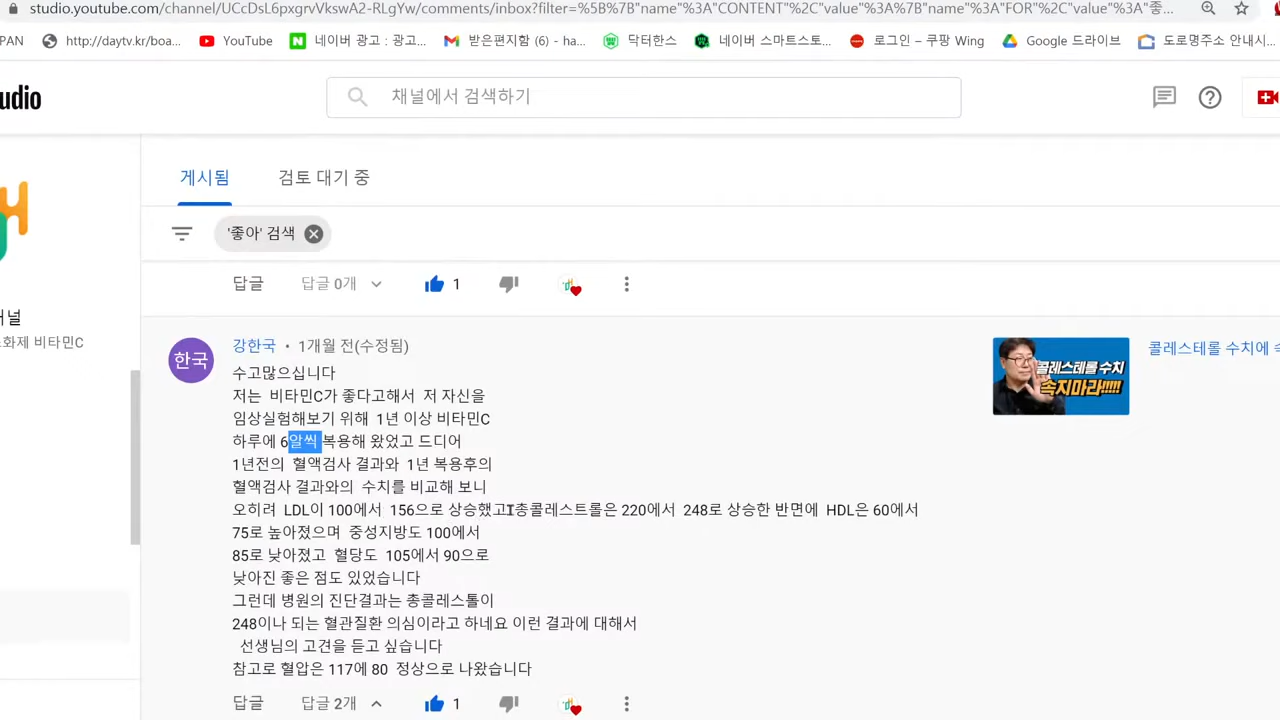 studio.youtube.com/channel/UCcDsL6pxgrvVkswA2-RLgYw/comments/inbox?filter=%5B%7B"name"%3A"CONTENT"%2C"value"%3A%7B"name"%3A"FOR"%2C"value"%3A"좋...
PAN http://daytv.kr/boa... YouTube 네이버 광고 : 광고... 받은편지함 (6) - ha... 닥터한스 네이버 스마트스토... 로그인 – 쿠팡 Wing Google 드라이브 도로명주소 안내시...
udio 채널에서 검색하기
게시됨 검토 대기 중
'좋아' 검색
답글 답글 0개 1
널
화제 비타민C
한국 강한국 • 1개월 전(수정됨)
수고많으십니다
저는 비타민C가 좋다고해서 저 자신을
임상실험해보기 위해 1년 이상 비타민C
하루에 6알씩 복용해 왔었고 드디어
1년전의 혈액검사 결과와 1년 복용후의
혈액검사 결과와의 수치를 비교해 보니
오히려 LDL이 100에서 156으로 상승했고 총콜레스트롤은 220에서 248로 상승한 반면에 HDL은 60에서
75로 높아졌으며 중성지방도 100에서
85로 낮아졌고 혈당도 105에서 90으로
낮아진 좋은 점도 있었습니다
그런데 병원의 진단결과는 총콜레스톨이
248이나 되는 혈관질환 의심이라고 하네요 이런 결과에 대해서
선생님의 고견을 듣고 싶습니다
참고로 혈압은 117에 80 정상으로 나왔습니다
답글 답글 2개 1
콜레스테롤 수치
속지마라!!!!!
콜레스테롤 수치에